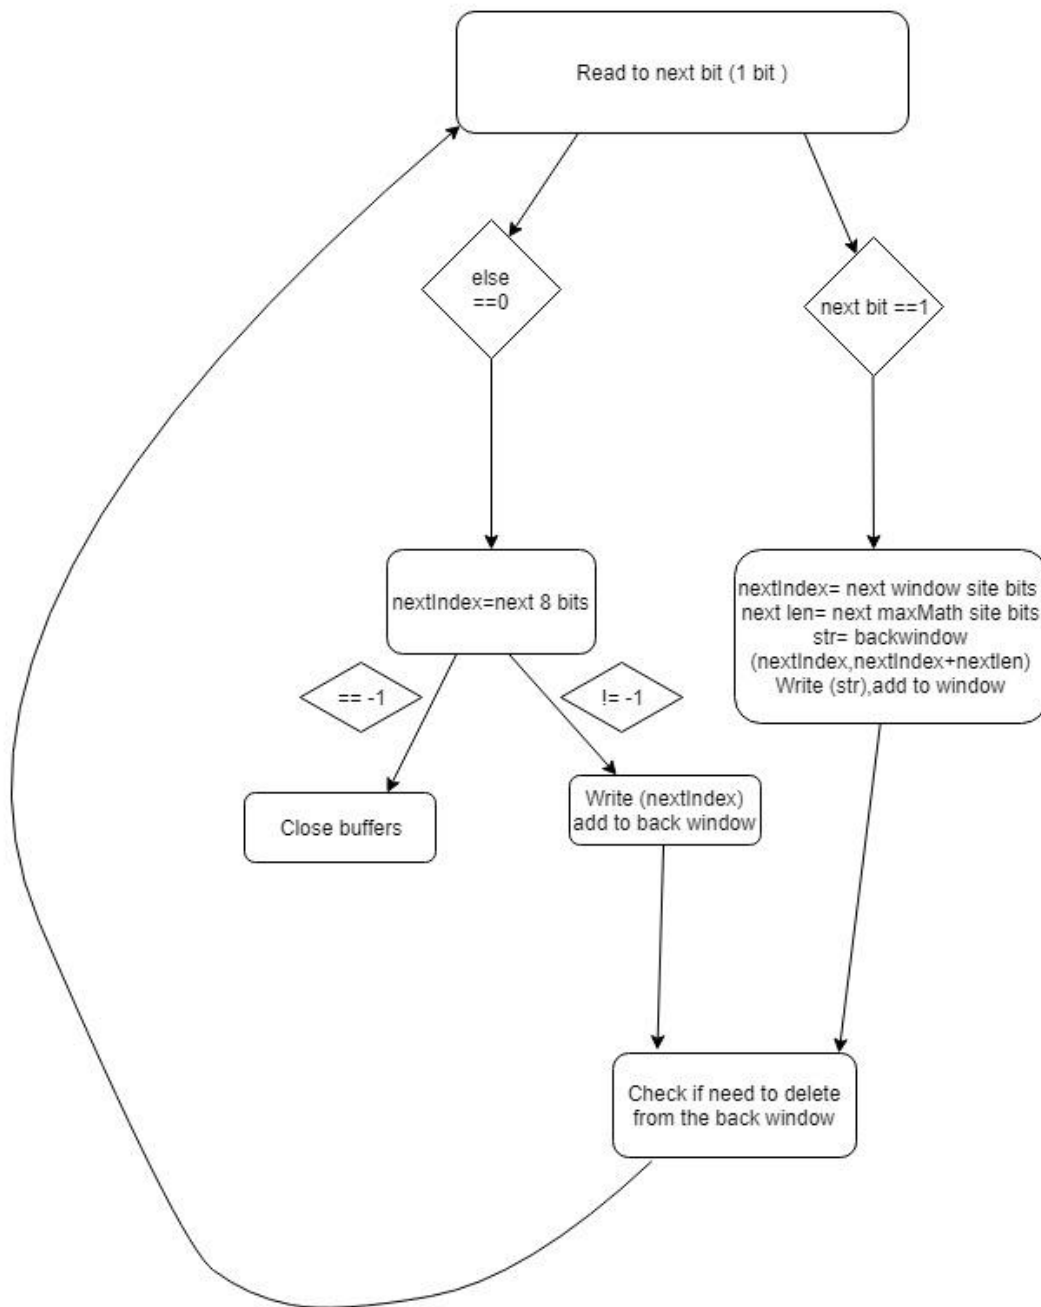 Read to next bit (1 bit )
else
==0
next bit ==1
nextIndex=next 8 bits
nextIndex= next window site bits
next len= next maxMath site bits
str= backwindow
(nextIndex,nextIndex+nextlen)
Write (str),add to window
== -1
!= -1
Close buffers
Write (nextIndex)
add to back window
Check if need to delete
from the back window